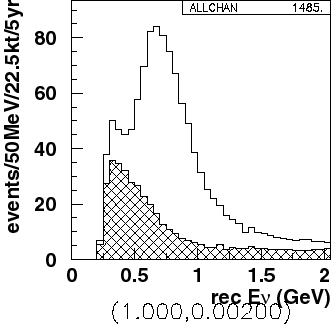 ALLCHAN 1485.
events/50MeV/22.5kt/5yr
80
60
40
20
0
0 0.5 1 1.5 2
rec Eν (GeV)
(1.000,0.00200)